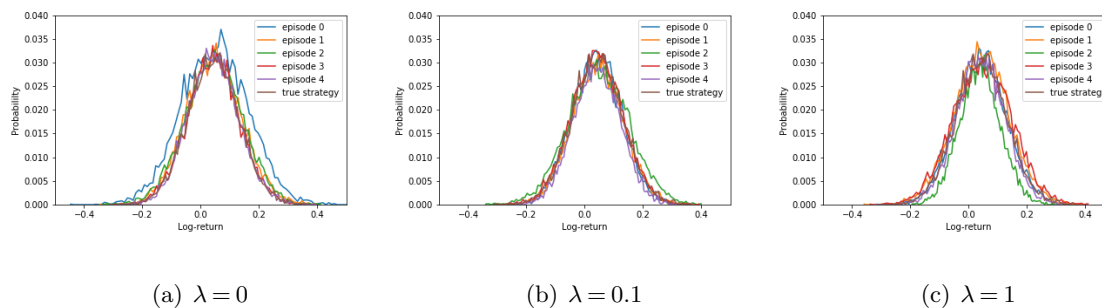 0.040
0.035
0.030
0.025
0.020
0.015
0.010
0.005
0.000
Probability
−0.4 −0.2 0.0 0.2 0.4
Log-return
episode 0
episode 1
episode 2
episode 3
episode 4
true strategy
(a) λ = 0
0.040
0.035
0.030
0.025
0.020
0.015
0.010
0.005
0.000
Probability
−0.4 −0.2 0.0 0.2 0.4
Log-return
episode 0
episode 1
episode 2
episode 3
episode 4
true strategy
(b) λ = 0.1
0.040
0.035
0.030
0.025
0.020
0.015
0.010
0.005
0.000
Probability
−0.4 −0.2 0.0 0.2 0.4
Log-return
episode 0
episode 1
episode 2
episode 3
episode 4
true strategy
(c) λ = 1